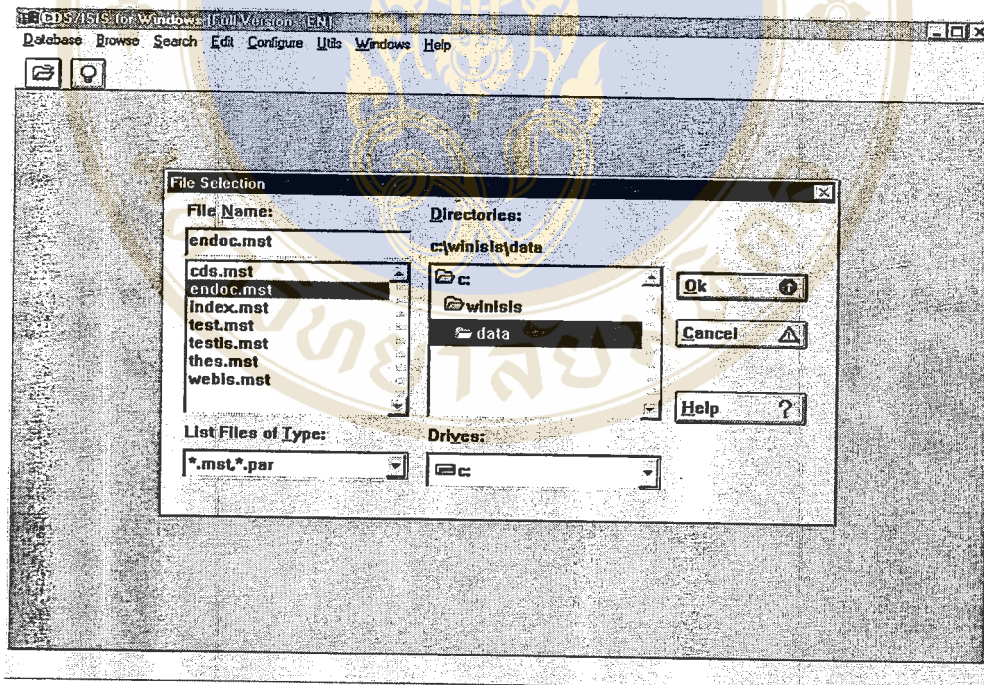 CDS/ISIS for Windows (Full Version - EN)
Database Browse Search Edit Configure Utils Windows Help
File Selection
File Name:
endoc.mst
cds.mst
endoc.mst
index.mst
test.mst
testis.mst
thes.mst
webis.mst
List Files of Type:
*.mst,*.par
Directories:
c:\winisis\data
c:
winisis
data
Drives:
c:
Ok
Cancel
Help